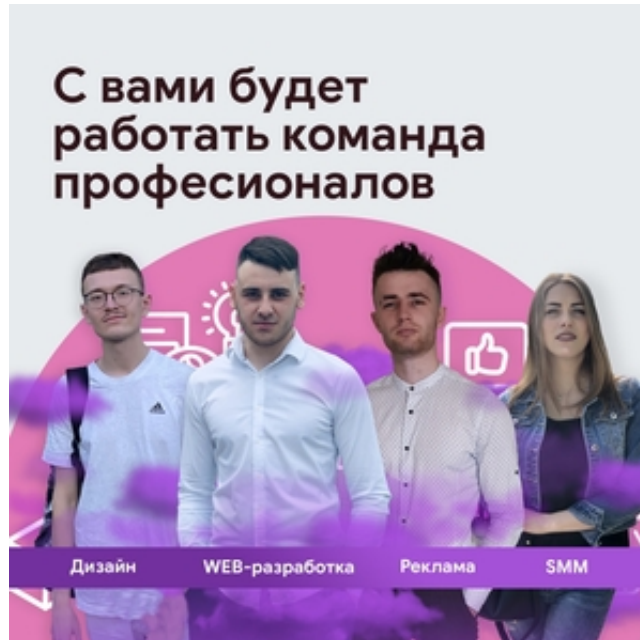 С вами будет
работать команда
професионалов
Дизайн WEB-разработка Реклама SMM